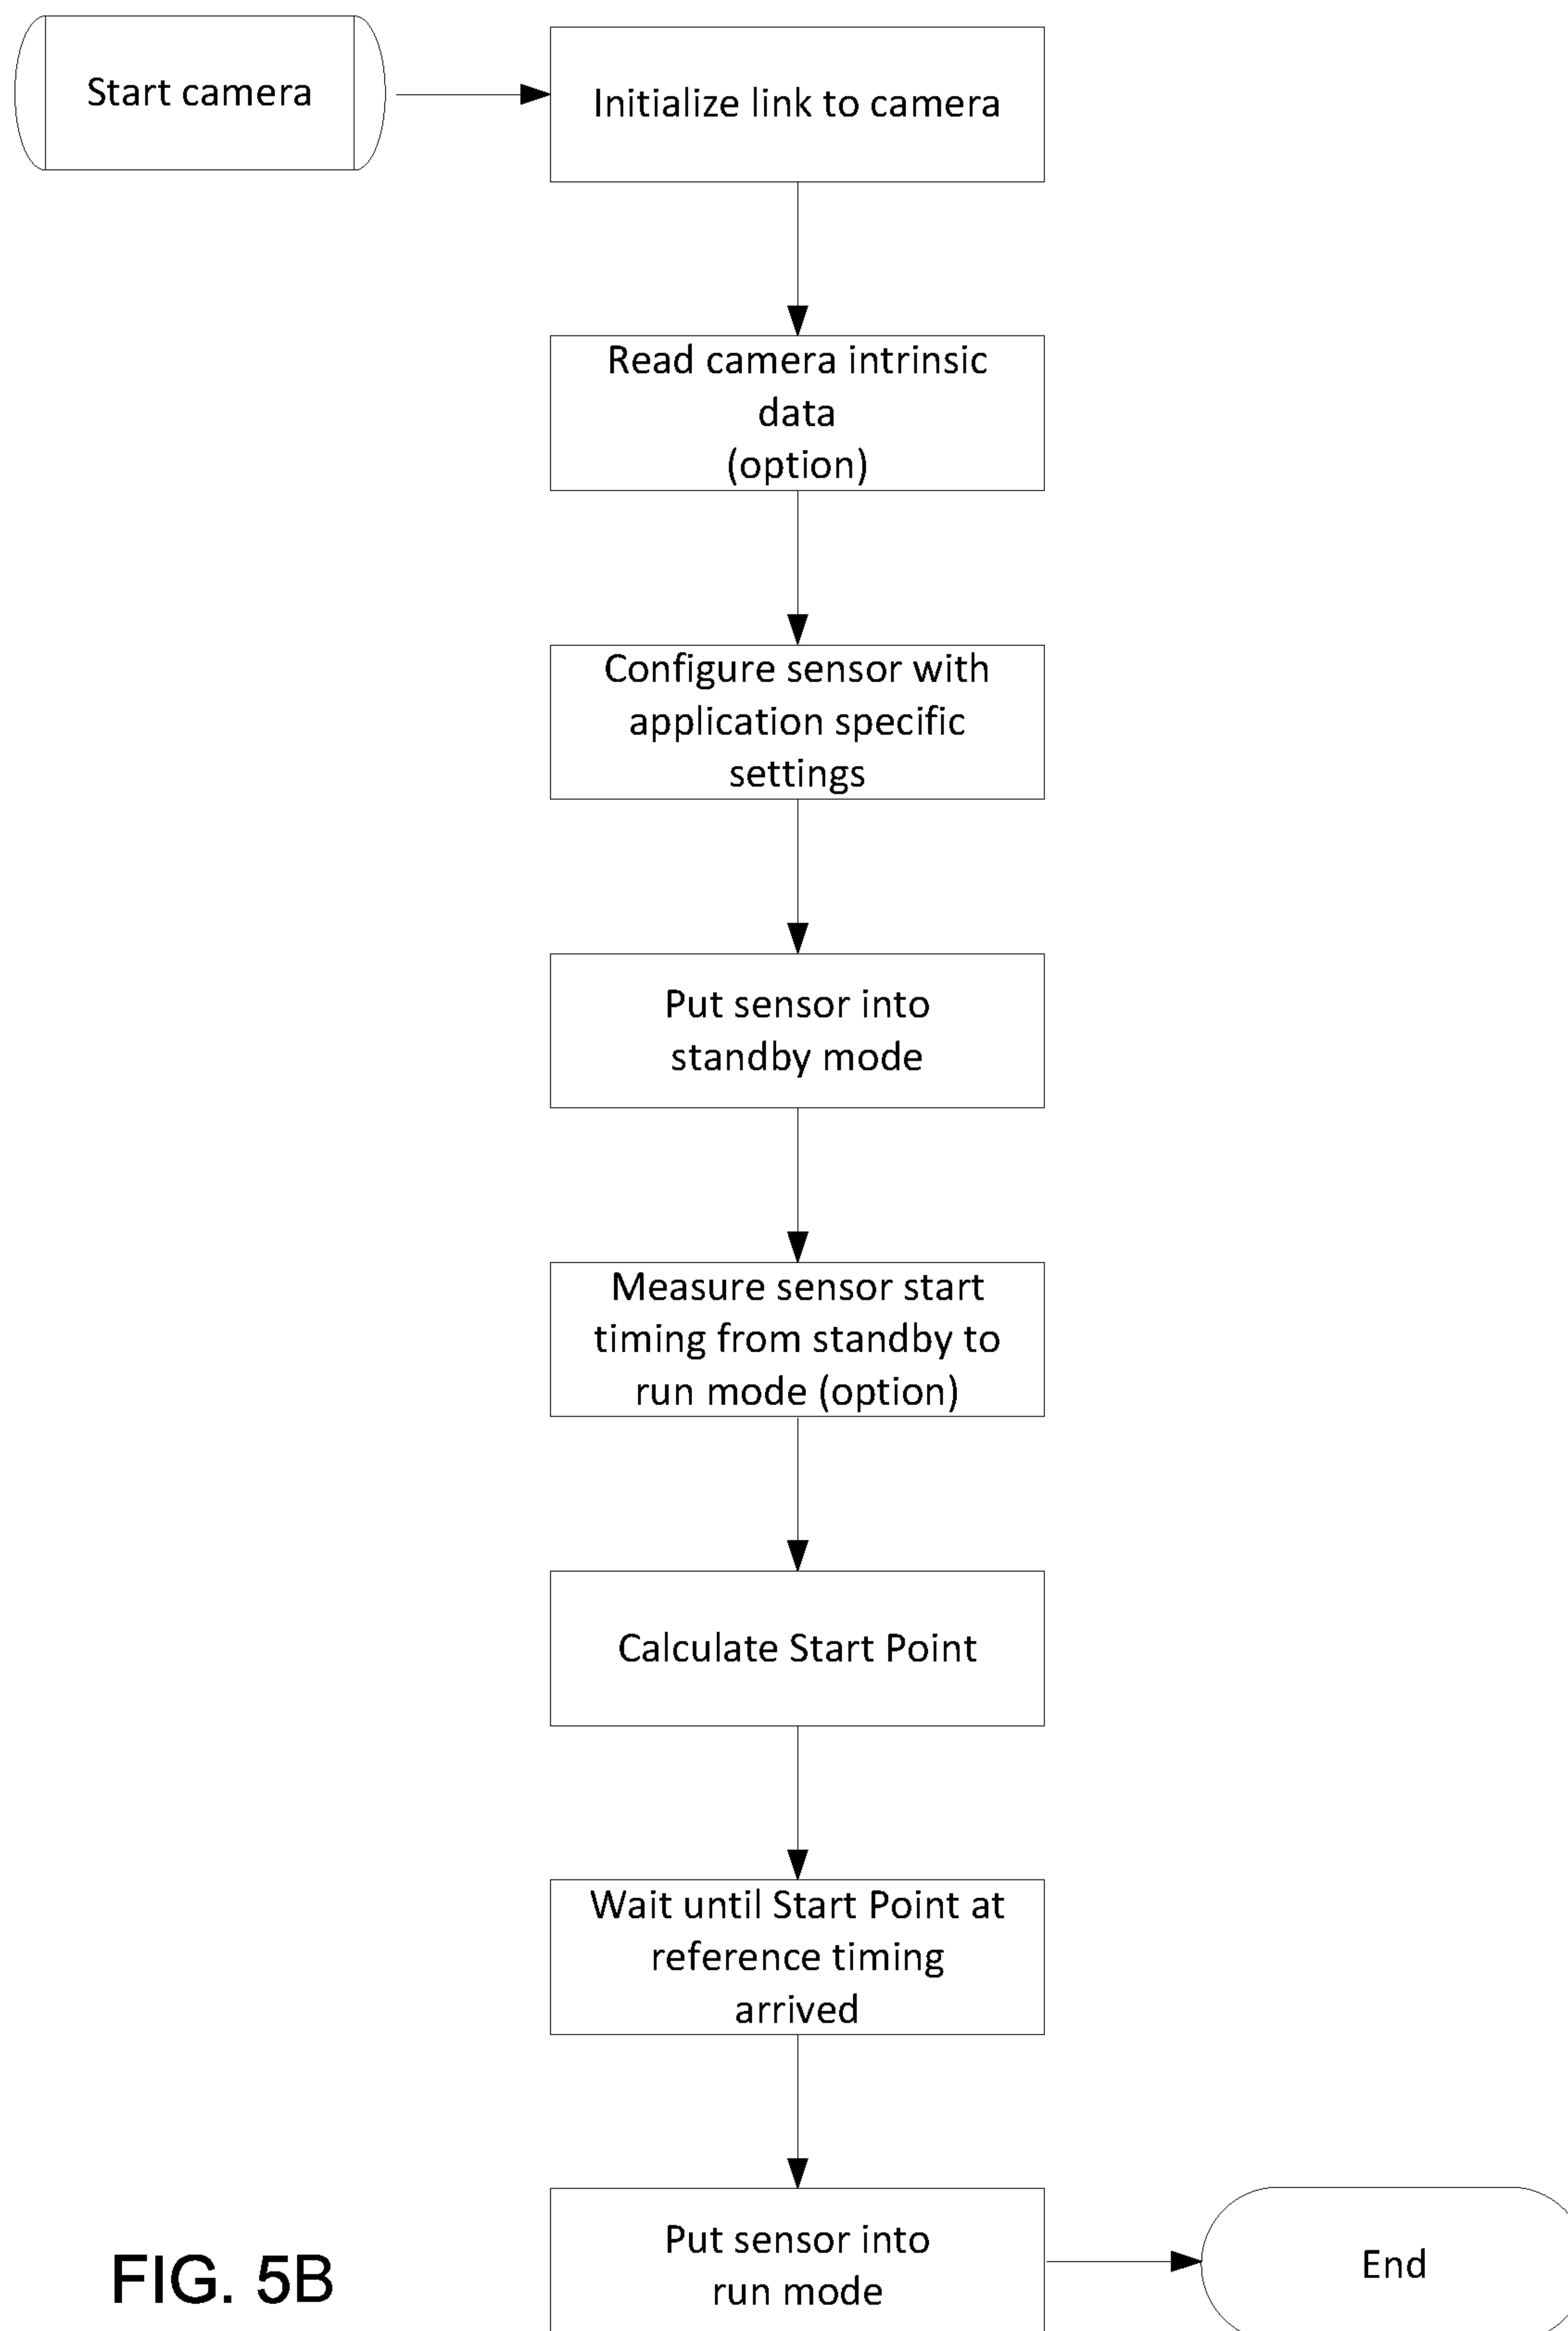 Start camera
Initialize link to camera
Read camera intrinsic
data
(option)
Configure sensor with
application specific
settings
Put sensor into
standby mode
Measure sensor start
timing from standby to
run mode (option)
Calculate Start Point
Wait until Start Point at
reference timing
arrived
Put sensor into
run mode
End
FIG. 5B